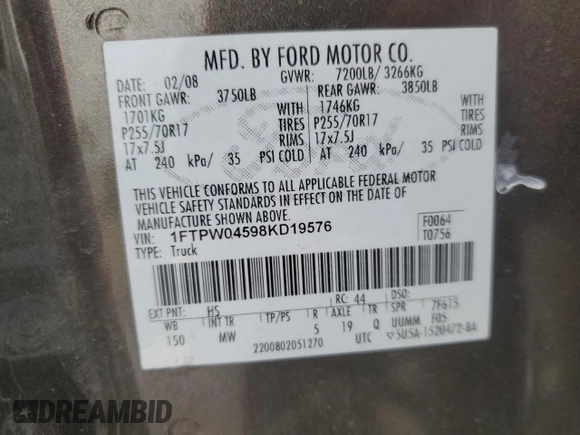 MFD. BY FORD MOTOR CO.
DATE: 02/08 GVWR: 7200LB/ 3266KG
FRONT GAWR: 3750LB REAR GAWR: 3850LB
1701KG WITH 1746KG WITH
P255/70R17 TIRES P255/70R17 TIRES
17x7.5J RIMS 17x7.5J RIMS
AT 240 kPa/ 35 PSI COLD AT 240 kPa/ 35 PSI COLD
THIS VEHICLE CONFORMS TO ALL APPLICABLE FEDERAL MOTOR
VEHICLE SAFETY STANDARDS IN EFFECT ON THE DATE OF
MANUFACTURE SHOWN ABOVE.
VIN: 1FTPW04598KD19576 F0064
TYPE: Truck T0756
EXT PNT: HS RC: 44 DSO:
WB INT TR TP/PS R AXLE TR SPR 7F615
150 MW 5 19 Q UUMM F05
2200802051270 UTC 5U5A-1520472-BA
Ford
DREAMBID